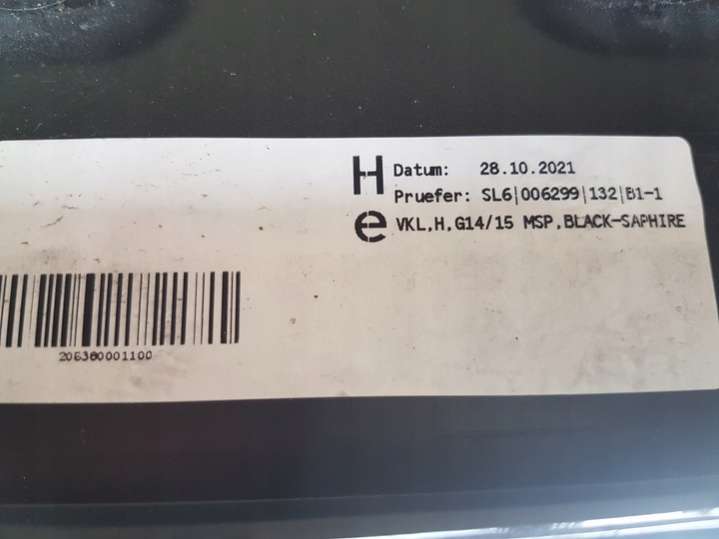 H Datum: 28.10.2021
Pruefer: SL6|006299|132|B1-1
e VKL,H,G14/15 MSP,BLACK-SAPHIRE
206380001100